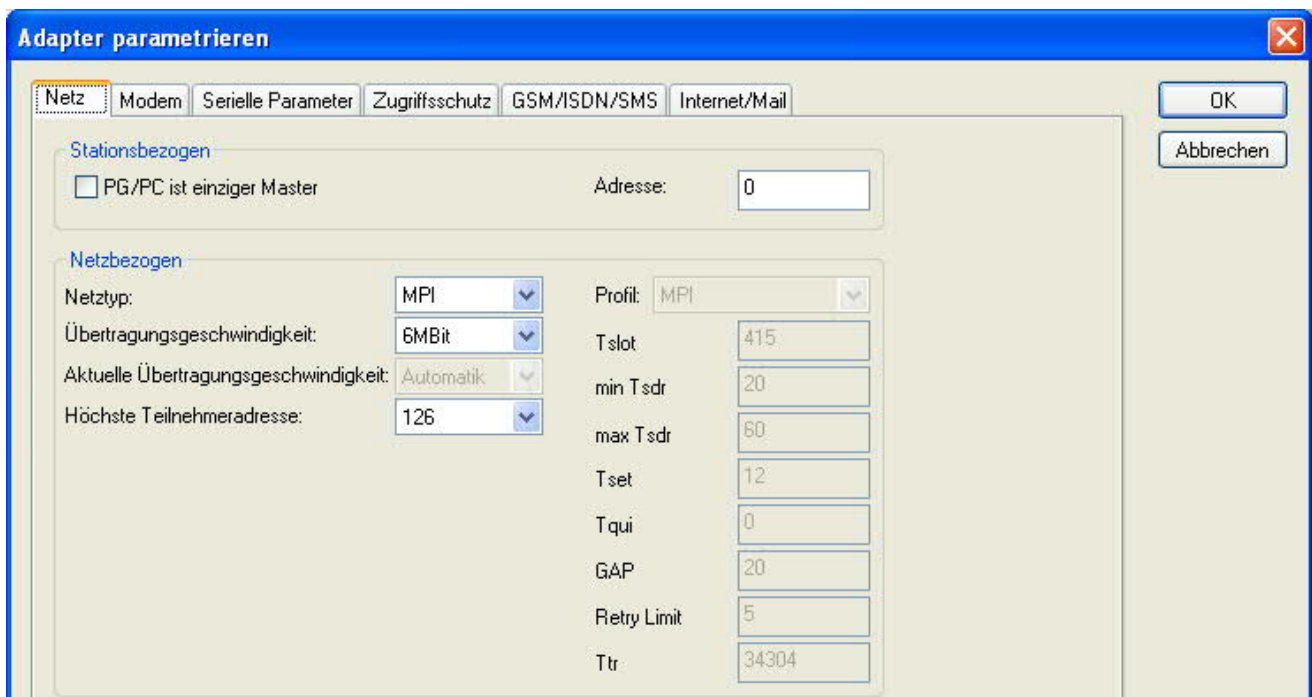 Adapter parametrieren
Netz
Modem
Serielle Parameter
Zugriffsschutz
GSM/ISDN/SMS
Internet/Mail
OK
Abbrechen
Stationsbezogen
PG/PC ist einziger Master
Adresse: 0
Netzbezogen
Netztyp: MPI
Übertragungsgeschwindigkeit: 6MBit
Aktuelle Übertragungsgeschwindigkeit: Automatik
Höchste Teilnehmeradresse: 126
Profil: MPI
Tslot 415
min Tsdr 20
max Tsdr 60
Tset 12
Tqui 0
GAP 20
Retry Limit 5
Ttr 34304